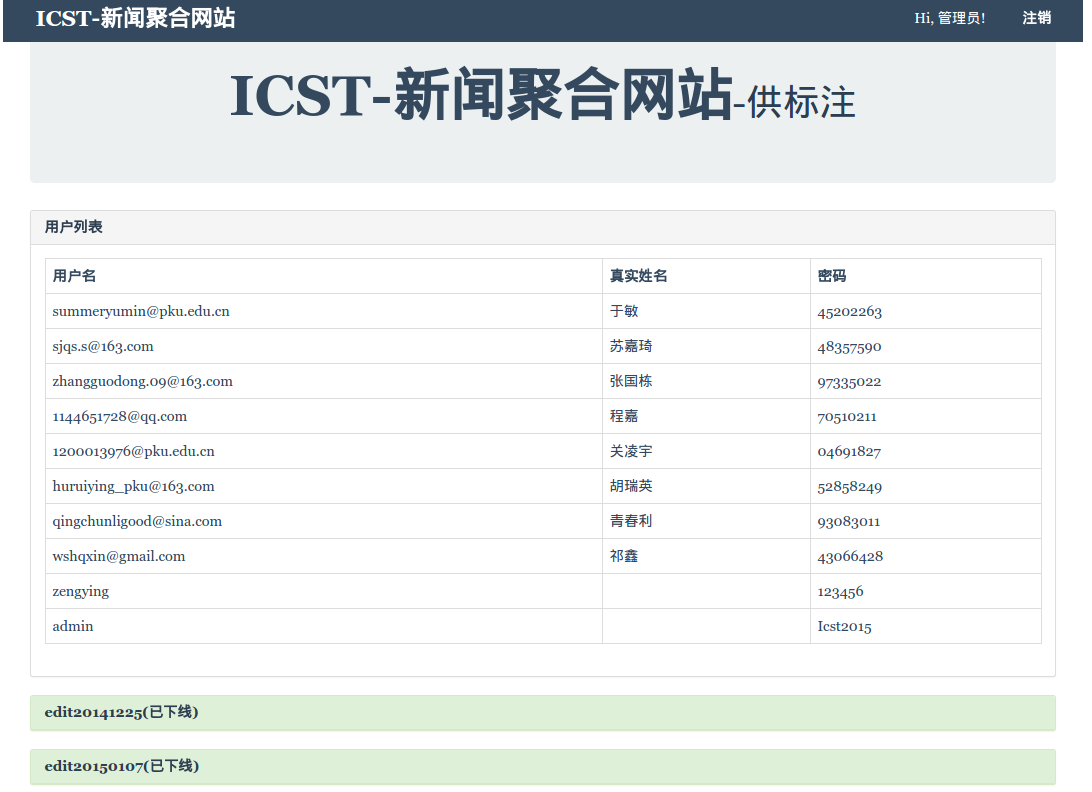 ICST-新闻聚合网站 Hi, 管理员! 注销
ICST-新闻聚合网站-供标注
用户列表
用户名 真实姓名 密码
summeryumin@pku.edu.cn 于敏 45202263
sjqs.s@163.com 苏嘉琦 48357590
zhangguodong.09@163.com 张国栋 97335022
1144651728@qq.com 程嘉 70510211
1200013976@pku.edu.cn 关凌宇 04691827
huruiying_pku@163.com 胡瑞英 52858249
qingchunligood@sina.com 青春利 93083011
wshqxin@gmail.com 祁鑫 43066428
zengying 123456
admin Icst2015
edit20141225(已下线)
edit20150107(已下线)